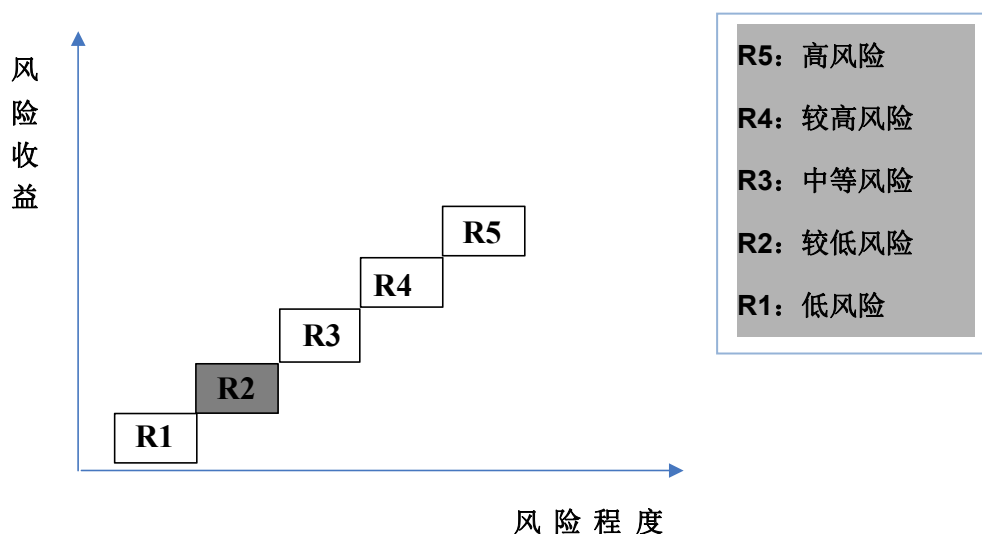 风
险
收
益
R5
R4
R3
R2
R1
风险程度
R5：高风险
R4：较高风险
R3：中等风险
R2：较低风险
R1：低风险